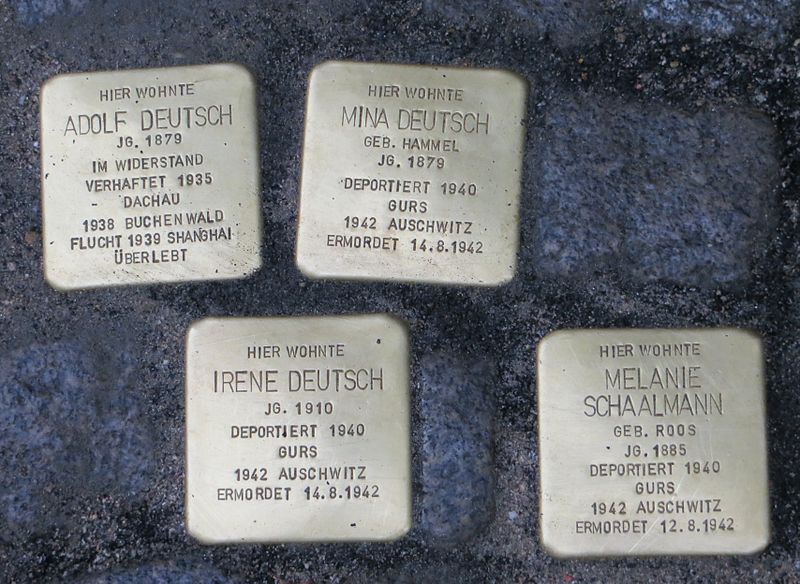 HIER WOHNTE
ADOLF DEUTSCH
JG. 1879
IM WIDERSTAND
VERHAFTET 1935
DACHAU
1938 BUCHENWALD
FLUCHT 1939 SHANGHAI
ÜBERLEBT
HIER WOHNTE
MINA DEUTSCH
GEB. HAMMEL
JG. 1879
DEPORTIERT 1940
GURS
1942 AUSCHWITZ
ERMORDET 14.8.1942
HIER WOHNTE
IRENE DEUTSCH
JG. 1910
DEPORTIERT 1940
GURS
1942 AUSCHWITZ
ERMORDET 14.8.1942
HIER WOHNTE
MELANIE
SCHAALMANN
GEB. ROOS
JG. 1885
DEPORTIERT 1940
GURS
1942 AUSCHWITZ
ERMORDET 12.8.1942